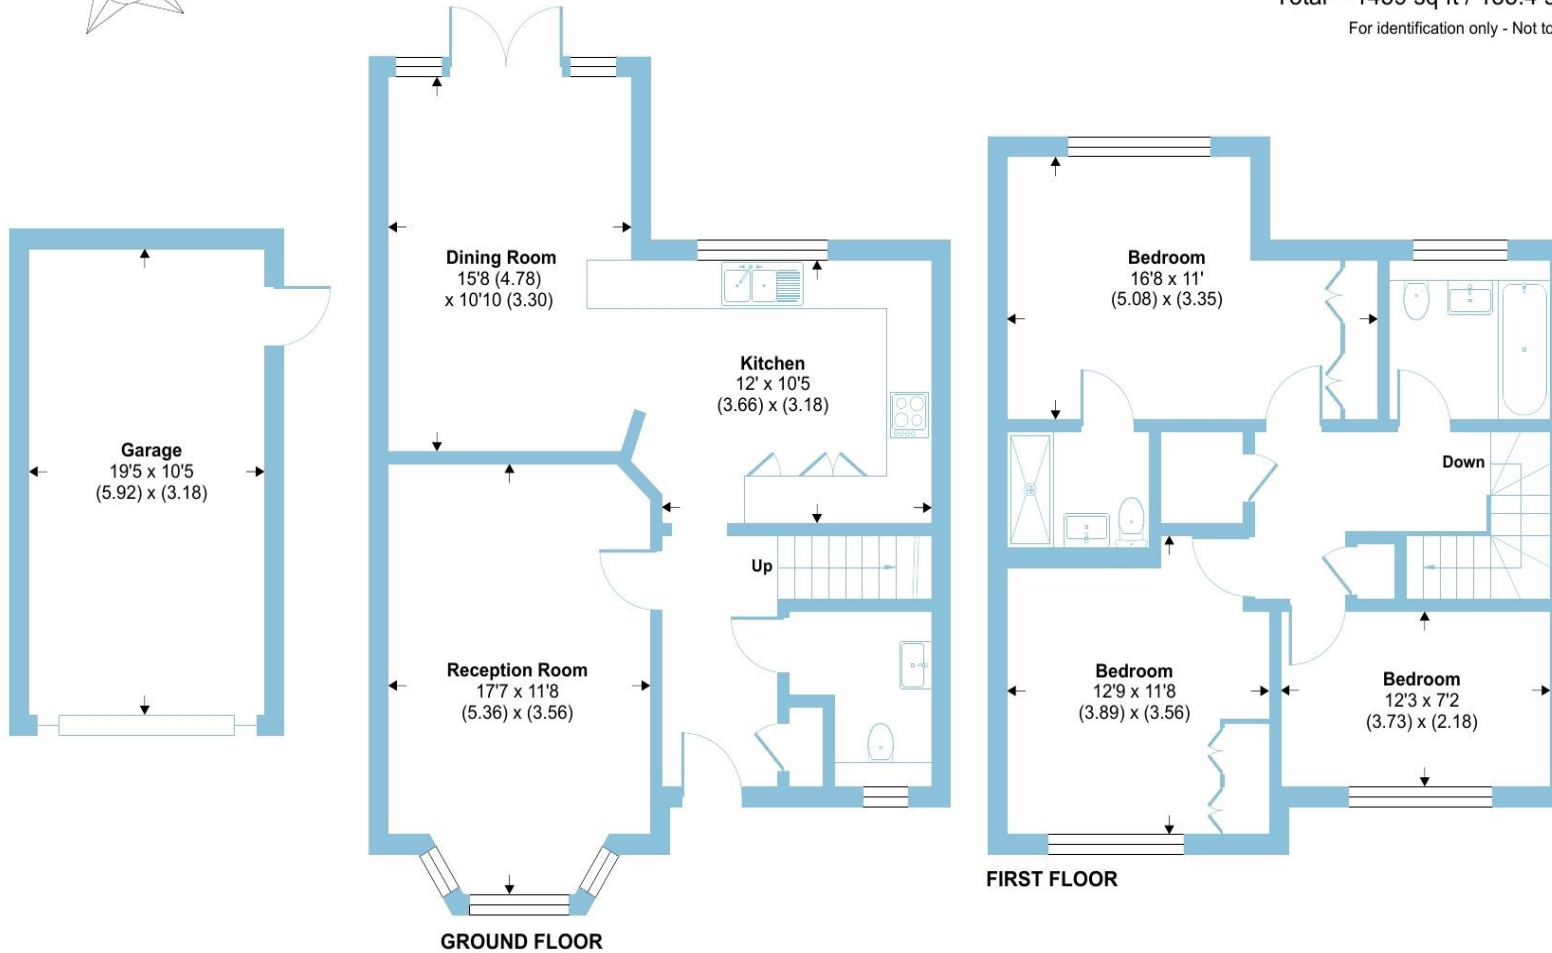 For identification only - Not to
Dining Room
15'8 (4.78)
x 10'10 (3.30)
Kitchen
12' x 10'5
(3.66) x (3.18)
Garage
19'5 x 10'5
(5.92) x (3.18)
Up
Reception Room
17'7 x 11'8
(5.36) x (3.56)
GROUND FLOOR
Bedroom
16'8 x 11'
(5.08) x (3.35)
Down
Bedroom
12'9 x 11'8
(3.89) x (3.56)
Bedroom
12'3 x 7'2
(3.73) x (2.18)
FIRST FLOOR